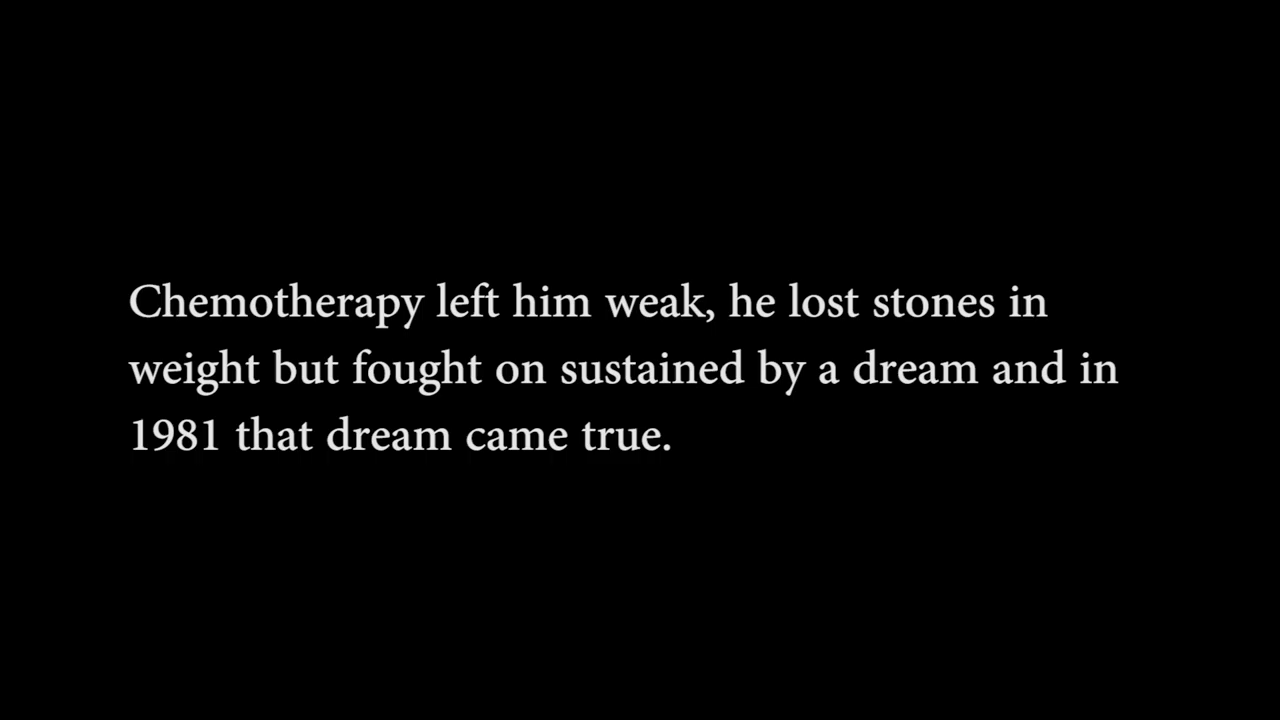 Chemotherapy left him weak, he lost stones in
weight but fought on sustained by a dream and in
1981 that dream came true.